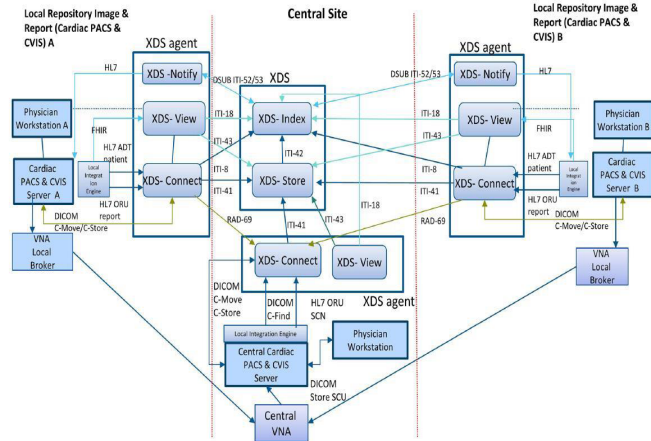 Local Repository Image &
Report (Cardiac PACS &
CVIS) A
Central Site
Local Repository Image &
Report (Cardiac PACS &
CVIS) B
XDS agent
XDS -Notify
XDS- View
XDS- Connect
HL7
FHIR
HL7 ADT
patient
HL7 ORU
report
DICOM
C-Move/C-Store
Physician
Workstation A
Cardiac
PACS & CVIS
Server A
Local Integrat
ion Engine
VNA
Local
Broker
DSUB ITI-52/53
ITI-18
ITI-43
ITI-8
ITI-41
RAD-69
XDS
XDS- Index
ITI-42
XDS- Store
DSUB ITI-52/53
ITI-18
ITI-43
ITI-8
ITI-41
RAD-69
ITI-41
ITI-43
ITI-18
XDS- Connect
XDS- View
XDS agent
DICOM
C-Move
C-Store
DICOM
C-Find
HL7 ORU
SCN
Local Integration Engine
Central Cardiac
PACS & CVIS
Server
Physician
Workstation
DICOM
Store SCU
Central
VNA
XDS agent
XDS- Notify
XDS- View
XDS- Connect
HL7
FHIR
HL7 ADT
patient
HL7 ORU
report
DICOM
C-Move/C-Store
Physician
Workstation B
Cardiac
PACS & CVIS
Server B
Local Integrat
ion Engine
VNA
Local
Broker